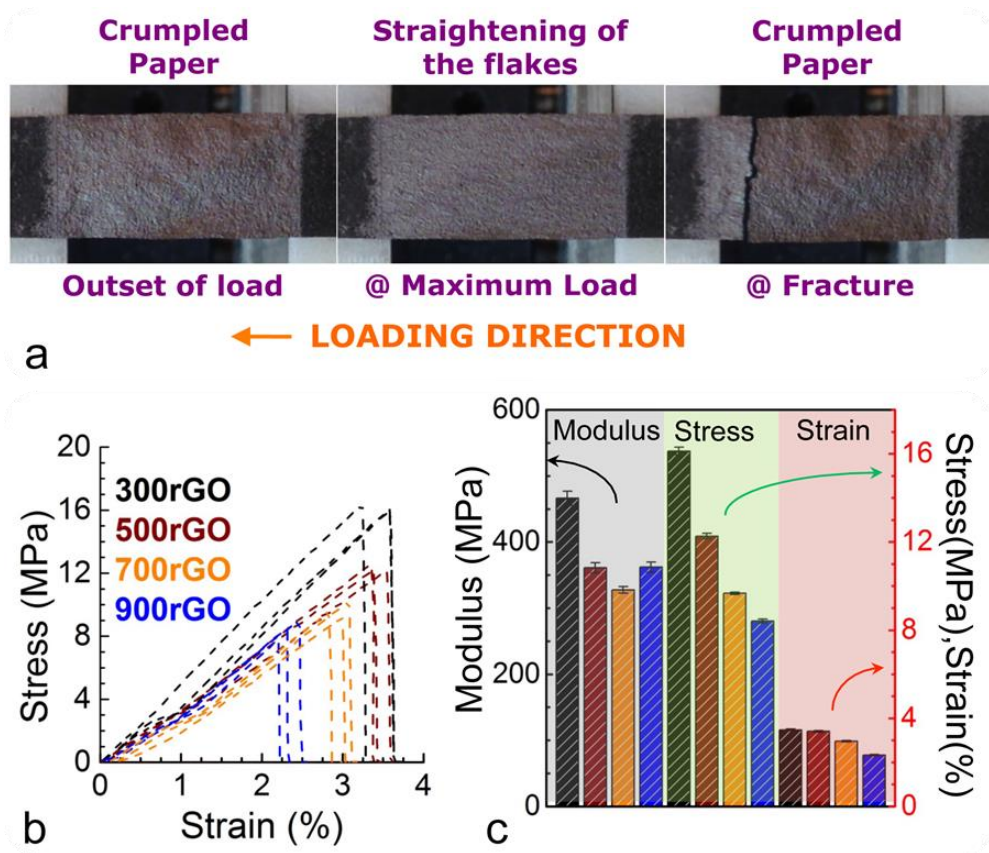 Crumpled
Paper
Straightening of
the flakes
Crumpled
Paper
Outset of load
@ Maximum Load
@ Fracture
← LOADING DIRECTION
a
20
16
12
8
4
0
Stress (MPa)
300rGO
500rGO
700rGO
900rGO
0
1
2
3
4
Strain (%)
b
600
400
200
0
Modulus (MPa)
Modulus
Stress
Strain
16
12
8
4
0
Stress(MPa),Strain(%)
c